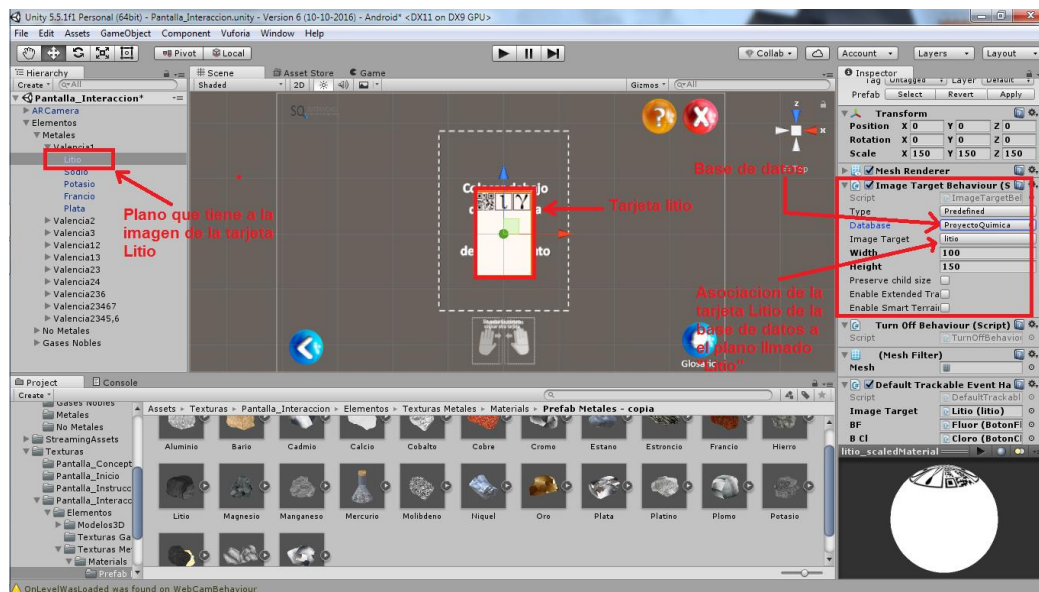 Unity 5.5.1f1 Personal (64bit) - Pantalla_Interaccion.unity - Version 6 (10-10-2016) - Android* <DX11 on DX9 GPU>
File Edit Assets GameObject Component Vuforia Window Help
Pivot Local Collab Account Layers Layout
Hierarchy
Create All
Pantalla_Interaccion*
ARCamera
Elementos
Metales
Valencia1
Litio
Sodio
Potasio
Francio
Plata
Valencia2
Valencia3
Valencia12
Valencia13
Valencia23
Valencia24
Valencia236
Valencia23467
Valencia2345,6
No Metales
Gases Nobles
Plano que tiene a la
imagen de la tarjeta
Litio
Scene Asset Store Game
Shaded 2D Gizmos All
SQ
z
x
Tarjeta litio
Base de datos
Asociacion de la
tarjeta Litio de la
base de datos a
el plano llmado
"Litio"
Inspector
Tag Untagged Layer Default
Prefab Select Revert Apply
Transform
Position X 0 Y 0 Z 0
Rotation X 0 Y 0 Z 0
Scale X 150 Y 150 Z 150
Mesh Renderer
Image Target Behaviour (S
Script ImageTargetBel
Type Predefined
Database ProyectoQuimica
Image Target litio
Width 100
Height 150
Preserve child size
Enable Extended Tra
Enable Smart Terrai
Turn Off Behaviour (Script)
Script TurnOffBehavior
(Mesh Filter)
Mesh
Default Trackable Event Ha
Script DefaultTrackabl
Image Target Litio (litio)
BF Fluor (BotonFl
B Cl Cloro (BotonCl
litio_scaledMaterial
Project Console
Create
Gases Nobles
Metales
No Metales
StreamingAssets
Texturas
Pantalla_Concept
Pantalla_Inicio
Pantalla_Instrucc
Pantalla_Interacc
Elementos
Modelos3D
Texturas Ga
Texturas Me
Materials
Prefab
Assets Texturas Pantalla_Interaccion Elementos Texturas Metales Materials Prefab Metales - copia
Aluminio Bario Cadmio Calcio Cobalto Cobre Cromo Estano Estroncio Francio Hierro
Litio Magnesio Manganeso Mercurio Molibdeno Niquel Oro Plata Platino Plomo Potasio
OnLevelWasLoaded was found on WebCamBehaviour